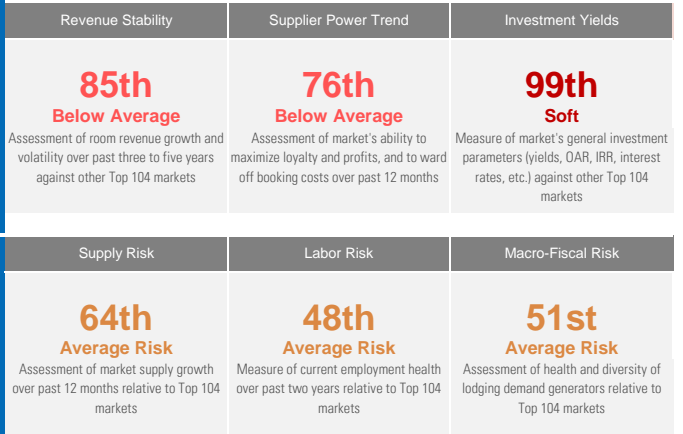 Revenue Stability
Supplier Power Trend
Investment Yields
85th
Below Average
Assessment of room revenue growth and
volatility over past three to five years
against other Top 104 markets
76th
Below Average
Assessment of market's ability to
maximize loyalty and profits, and to ward
off booking costs over past 12 months
99th
Soft
Measure of market's general investment
parameters (yields, OAR, IRR, interest
rates, etc.) against other Top 104
markets
Supply Risk
Labor Risk
Macro-Fiscal Risk
64th
Average Risk
Assessment of market supply growth
over past 12 months relative to Top 104
markets
48th
Average Risk
Measure of current employment health
over past two years relative to Top 104
markets
51st
Average Risk
Assessment of health and diversity of
lodging demand generators relative to
Top 104 markets